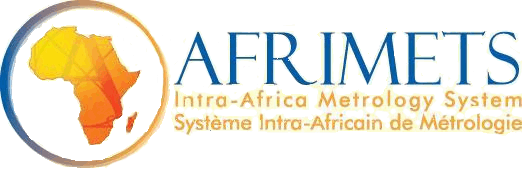 AFRIMETS
Intra-Africa Metrology System
Système Intra-Africain de Métrologie